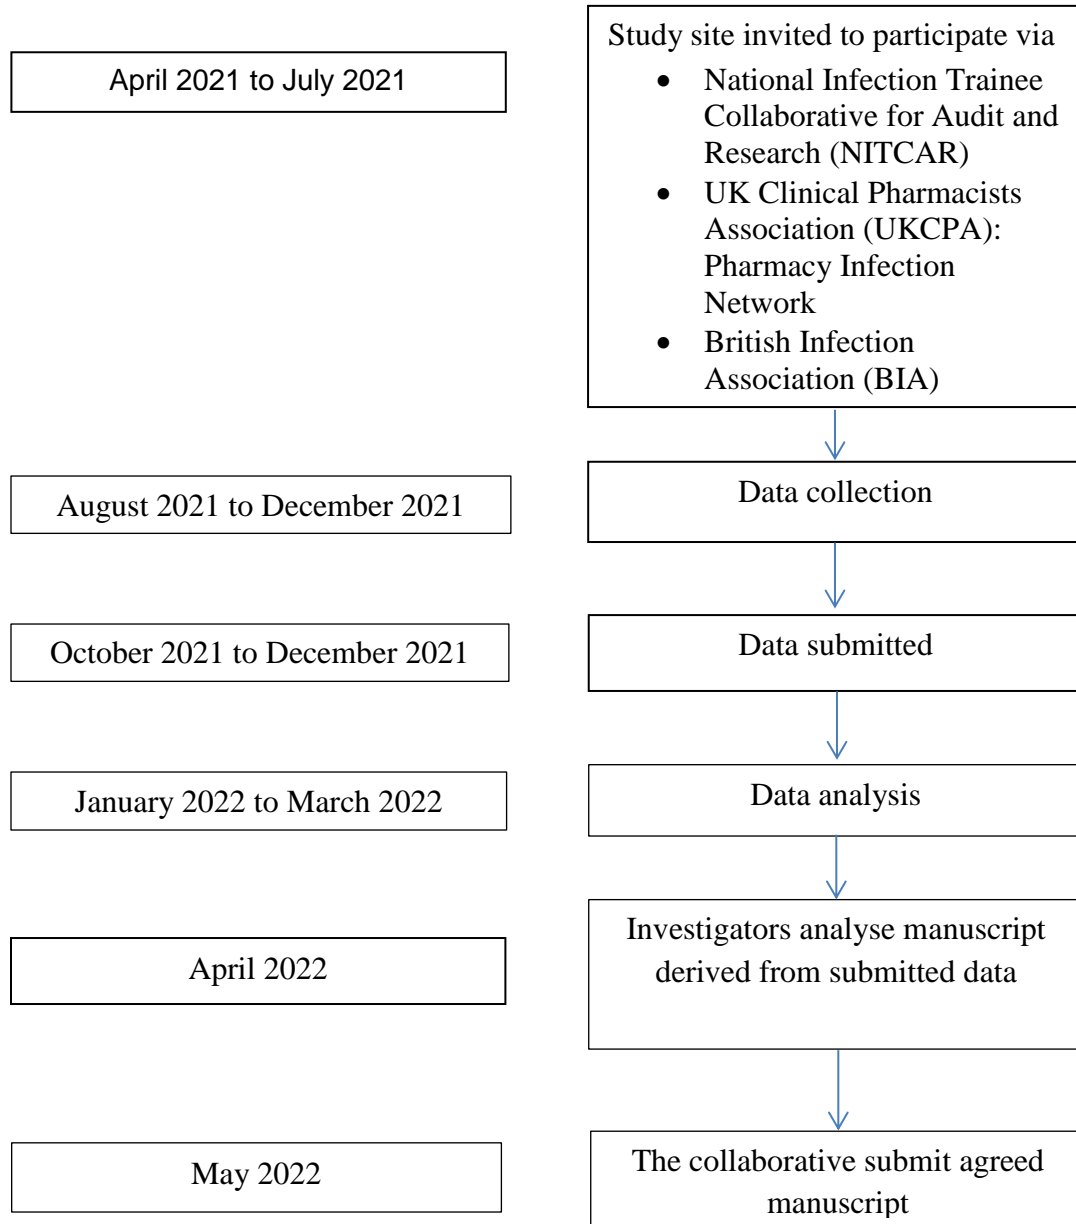 April 2021 to July 2021
Study site invited to participate via
• National Infection Trainee
Collaborative for Audit and
Research (NITCAR)
• UK Clinical Pharmacists
Association (UKCPA):
Pharmacy Infection
Network
• British Infection
Association (BIA)
August 2021 to December 2021
Data collection
October 2021 to December 2021
Data submitted
January 2022 to March 2022
Data analysis
April 2022
Investigators analyse manuscript
derived from submitted data
May 2022
The collaborative submit agreed
manuscript